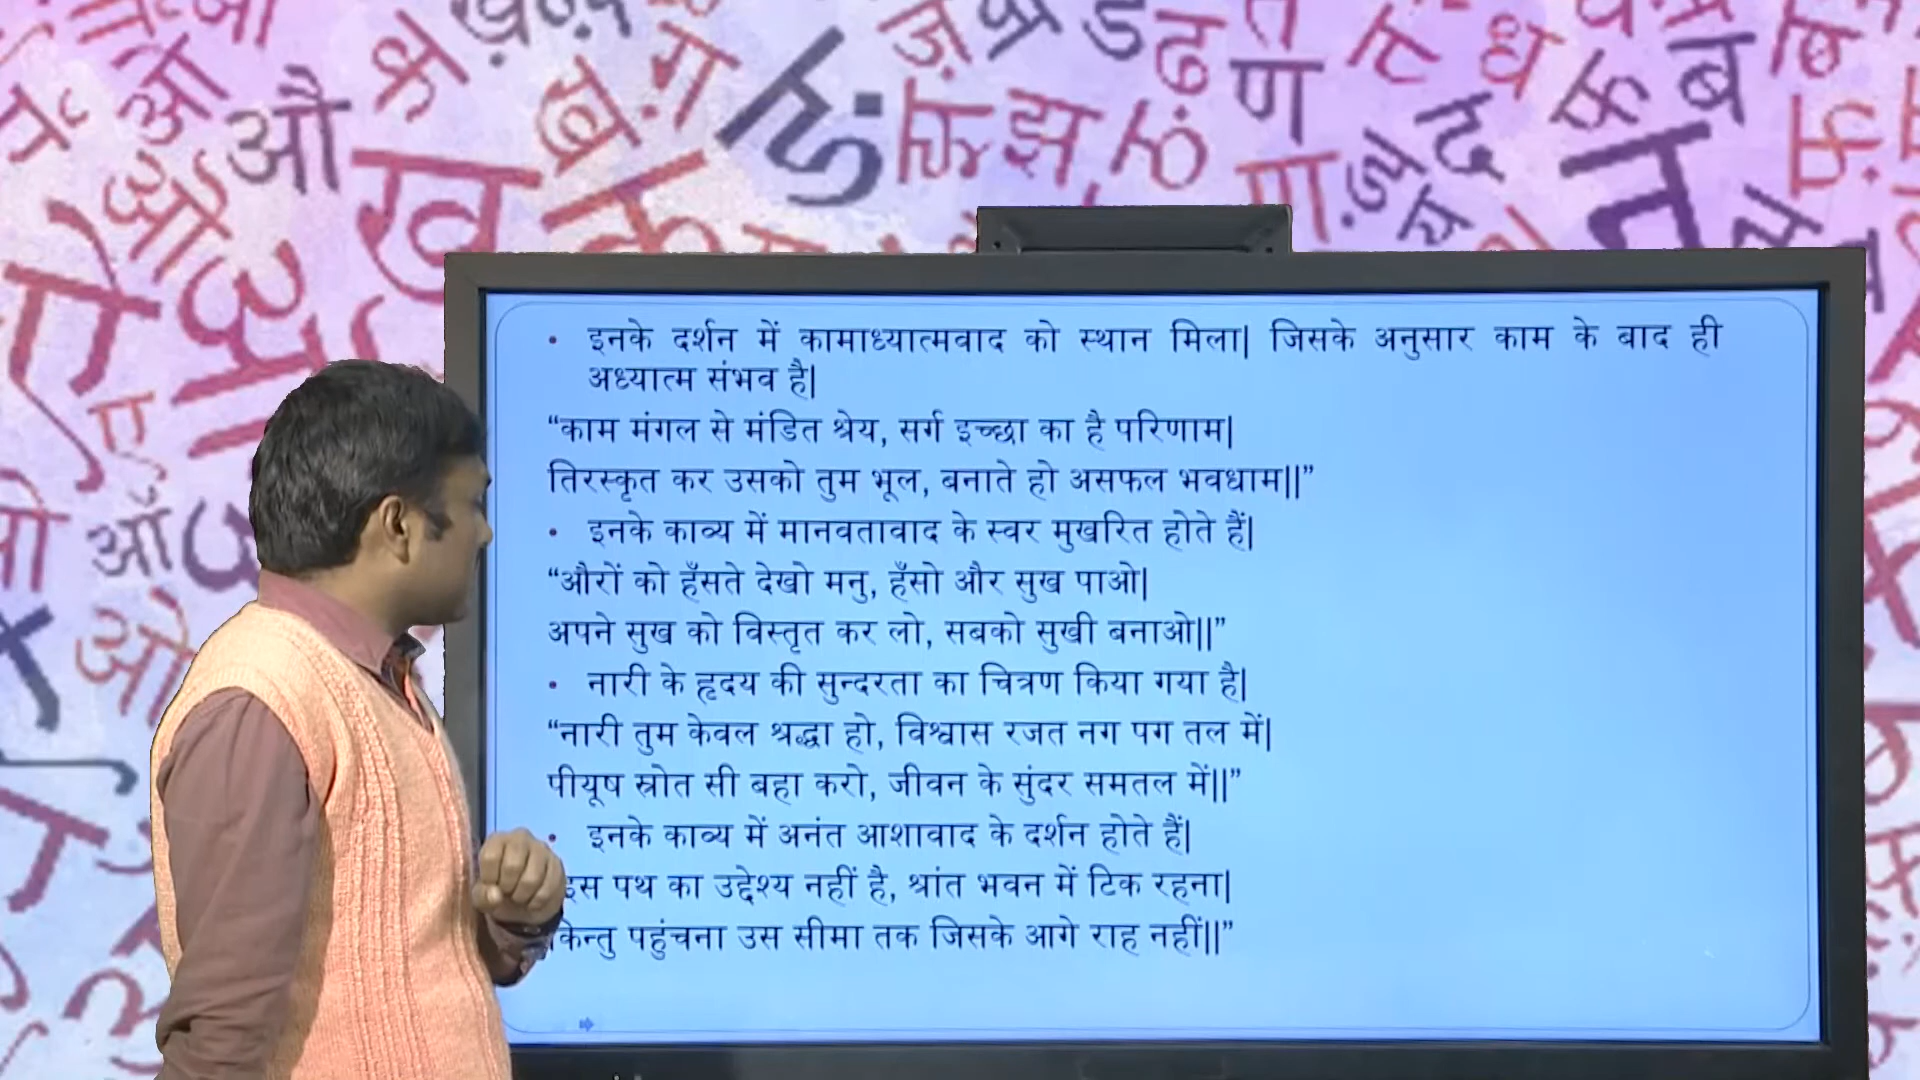 • इनके दर्शन में कामाध्यात्मवाद को स्थान मिला| जिसके अनुसार काम के बाद ही
अध्यात्म संभव है|
“काम मंगल से मंडित श्रेय, सर्ग इच्छा का है परिणाम|
तिरस्कृत कर उसको तुम भूल, बनाते हो असफल भवधाम||”
• इनके काव्य में मानवतावाद के स्वर मुखरित होते हैं|
“औरों को हँसते देखो मनु, हँसो और सुख पाओ|
अपने सुख को विस्तृत कर लो, सबको सुखी बनाओ||”
• नारी के हृदय की सुन्दरता का चित्रण किया गया है|
“नारी तुम केवल श्रद्धा हो, विश्वास रजत नग पग तल में|
पीयूष स्रोत सी बहा करो, जीवन के सुंदर समतल में||”
• इनके काव्य में अनंत आशावाद के दर्शन होते हैं|
इस पथ का उद्देश्य नहीं है, श्रांत भवन में टिक रहना|
किन्तु पहुंचना उस सीमा तक जिसके आगे राह नहीं||”